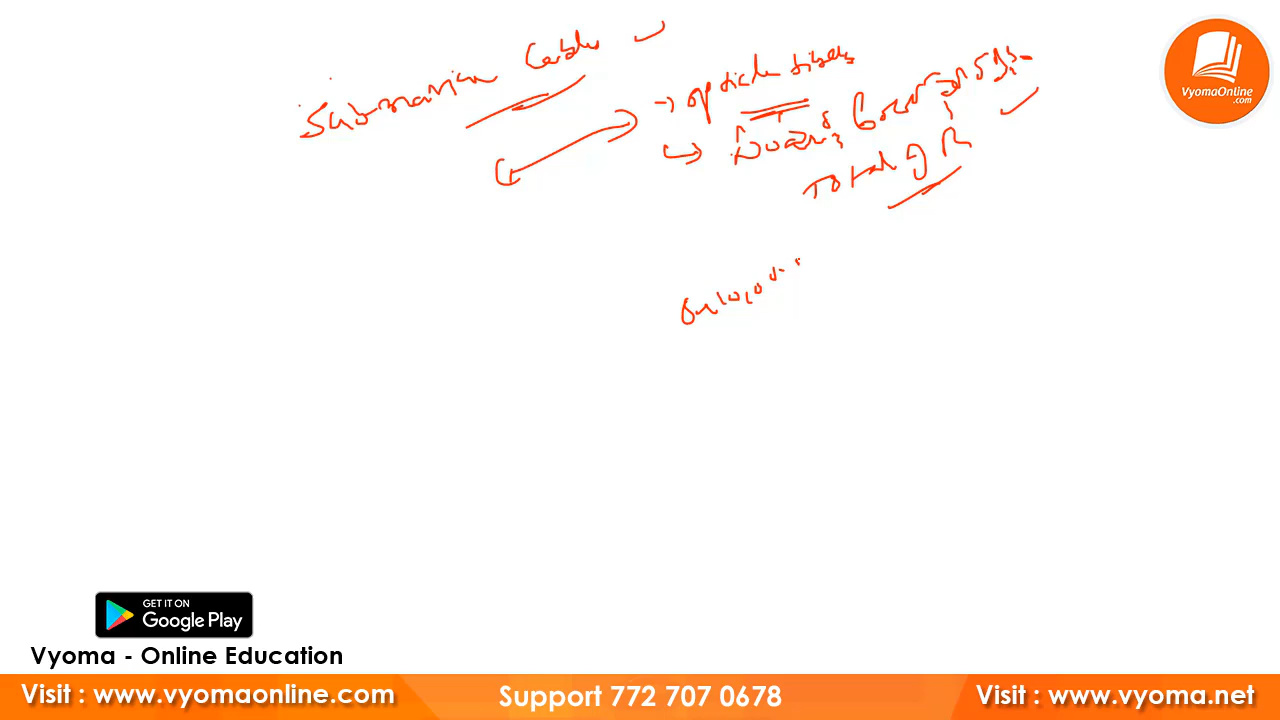 Submarine Cable
→ optical fibers
Total IR
VyomaOnline
.com
GET IT ON
Google Play
Vyoma - Online Education
Visit : www.vyomaonline.com
Support 772 707 0678
Visit : www.vyoma.net